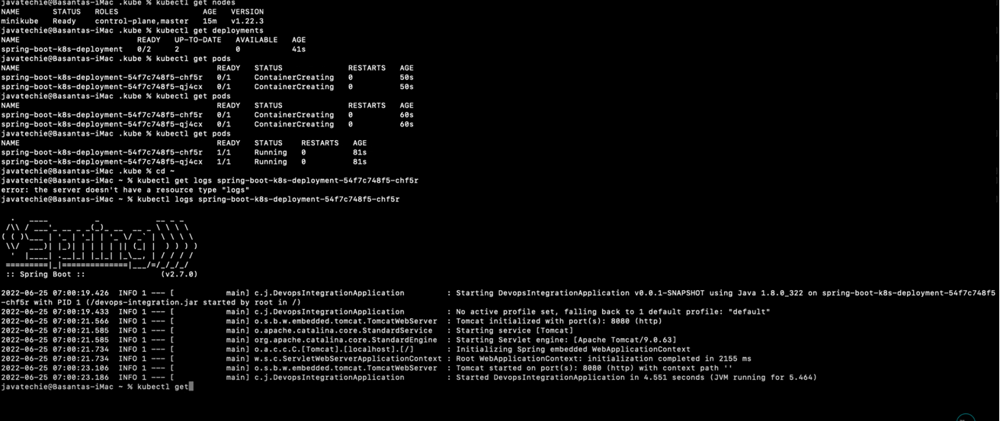 javatechie@Basantas-iMac .kube % kubectl get nodes
NAME       STATUS   ROLES                  AGE   VERSION
minikube   Ready    control-plane,master   15m   v1.22.3
javatechie@Basantas-iMac .kube % kubectl get deployments
NAME                         READY   UP-TO-DATE   AVAILABLE   AGE
spring-boot-k8s-deployment   0/2     2            0           41s
javatechie@Basantas-iMac .kube % kubectl get pods
NAME                                          READY   STATUS              RESTARTS   AGE
spring-boot-k8s-deployment-54f7c748f5-chf5r   0/1     ContainerCreating   0          50s
spring-boot-k8s-deployment-54f7c748f5-qj4cx   0/1     ContainerCreating   0          50s
javatechie@Basantas-iMac .kube % kubectl get pods
NAME                                          READY   STATUS              RESTARTS   AGE
spring-boot-k8s-deployment-54f7c748f5-chf5r   0/1     ContainerCreating   0          60s
spring-boot-k8s-deployment-54f7c748f5-qj4cx   0/1     ContainerCreating   0          60s
javatechie@Basantas-iMac .kube % kubectl get pods
NAME                                          READY   STATUS    RESTARTS   AGE
spring-boot-k8s-deployment-54f7c748f5-chf5r   1/1     Running   0          81s
spring-boot-k8s-deployment-54f7c748f5-qj4cx   1/1     Running   0          81s
javatechie@Basantas-iMac .kube % cd ~
javatechie@Basantas-iMac ~ % kubectl get logs spring-boot-k8s-deployment-54f7c748f5-chf5r
error: the server doesn't have a resource type "logs"
javatechie@Basantas-iMac ~ % kubectl logs spring-boot-k8s-deployment-54f7c748f5-chf5r
  .   ____          _            __ _ _
 /\\ / ___'_ __ _ _(_)_ __  __ _ \ \ \ \
( ( )\___ | '_ | '_| | '_ \/ _` | \ \ \ \
 \\/  ___)| |_)| | | | | || (_| |  ) ) ) )
  '  |____| .__|_| |_|_| |_\__, | / / / /
 =========|_|==============|___/=/_/_/_/
 :: Spring Boot ::                (v2.7.0)
2022-06-25 07:00:19.426  INFO 1 --- [           main] c.j.DevopsIntegrationApplication         : Starting DevopsIntegrationApplication v0.0.1-SNAPSHOT using Java 1.8.0_322 on spring-boot-k8s-deployment-54f7c748f5
-chf5r with PID 1 (/devops-integration.jar started by root in /)
2022-06-25 07:00:19.433  INFO 1 --- [           main] c.j.DevopsIntegrationApplication         : No active profile set, falling back to 1 default profile: "default"
2022-06-25 07:00:21.566  INFO 1 --- [           main] o.s.b.w.embedded.tomcat.TomcatWebServer  : Tomcat initialized with port(s): 8080 (http)
2022-06-25 07:00:21.585  INFO 1 --- [           main] o.apache.catalina.core.StandardService   : Starting service [Tomcat]
2022-06-25 07:00:21.585  INFO 1 --- [           main] org.apache.catalina.core.StandardEngine  : Starting Servlet engine: [Apache Tomcat/9.0.63]
2022-06-25 07:00:21.734  INFO 1 --- [           main] o.a.c.c.C.[Tomcat].[localhost].[/]       : Initializing Spring embedded WebApplicationContext
2022-06-25 07:00:21.734  INFO 1 --- [           main] w.s.c.ServletWebServerApplicationContext : Root WebApplicationContext: initialization completed in 2155 ms
2022-06-25 07:00:23.106  INFO 1 --- [           main] o.s.b.w.embedded.tomcat.TomcatWebServer  : Tomcat started on port(s): 8080 (http) with context path ''
2022-06-25 07:00:23.186  INFO 1 --- [           main] c.j.DevopsIntegrationApplication         : Started DevopsIntegrationApplication in 4.551 seconds (JVM running for 5.464)
javatechie@Basantas-iMac ~ % kubectl get